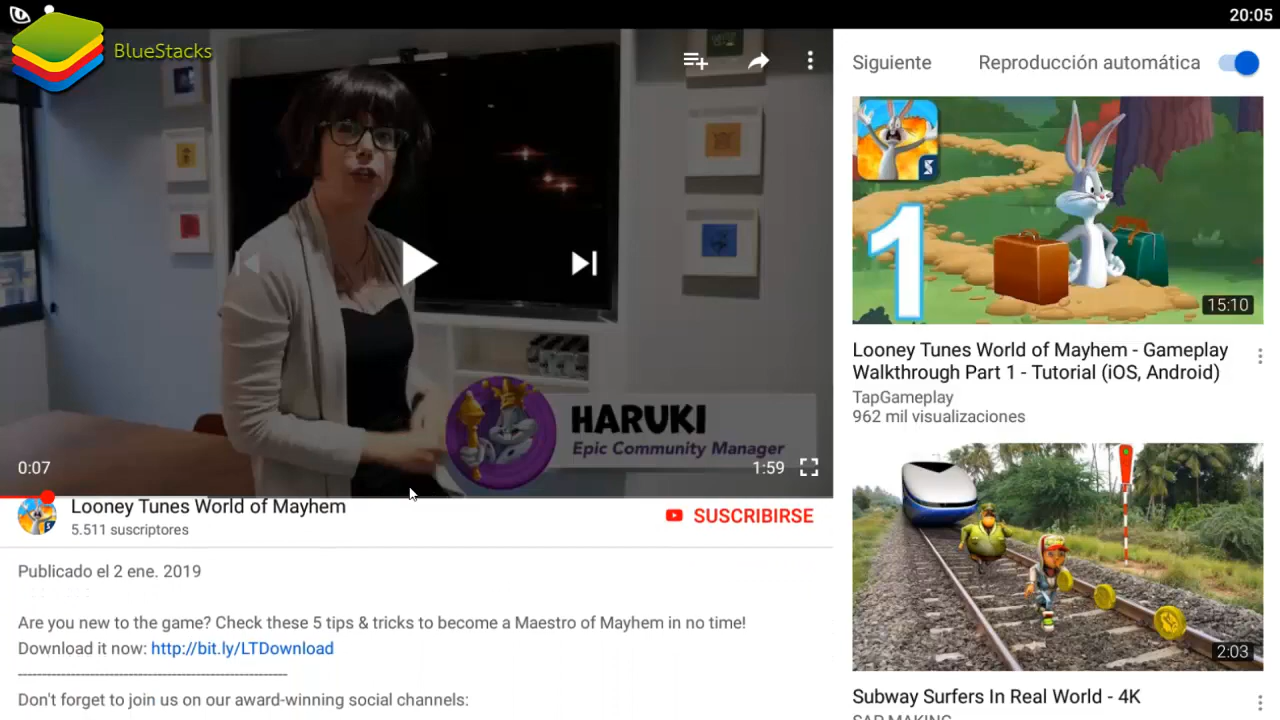 20:05
BlueStacks
Siguiente
Reproducción automática
HARUKI
Epic Community Manager
0:07
1:59
1
15:10
Looney Tunes World of Mayhem
5.511 suscriptores
SUSCRIBIRSE
Publicado el 2 ene. 2019
Are you new to the game? Check these 5 tips & tricks to become a Maestro of Mayhem in no time!
Download it now: http://bit.ly/LTDownload
-----------------------------------------------------------
Don't forget to join us on our award-winning social channels:
Looney Tunes World of Mayhem - Gameplay
Walkthrough Part 1 - Tutorial (iOS, Android)
TapGameplay
962 mil visualizaciones
2:03
Subway Surfers In Real World - 4K